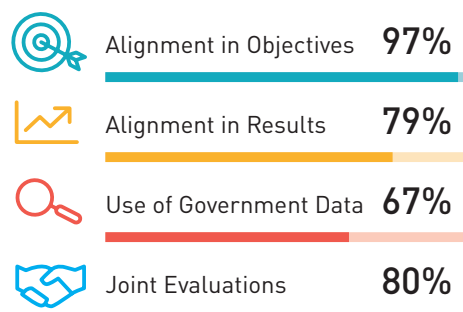 Alignment in Objectives 97%
Alignment in Results 79%
Use of Government Data 67%
Joint Evaluations 80%